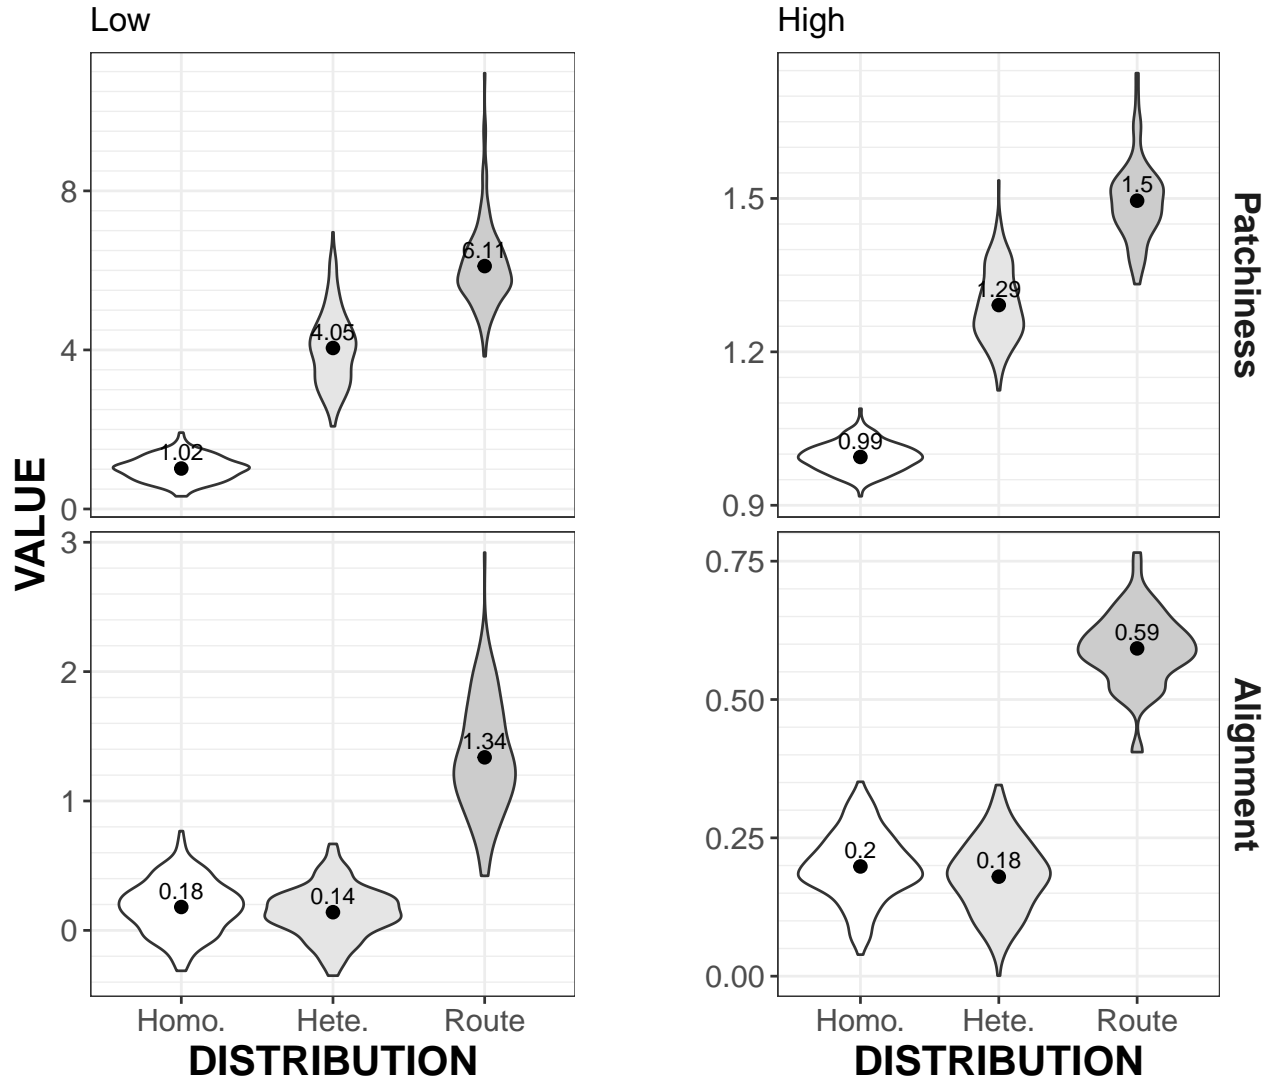 Low
High
VALUE
8
4
0
1.02
4.05
6.11
1.5
1.2
0.9
0.99
1.29
1.5
Patchiness
3
2
1
0
0.18
0.14
1.34
0.75
0.50
0.25
0.00
0.2
0.18
0.59
Alignment
Homo.
Hete.
Route
DISTRIBUTION
Homo.
Hete.
Route
DISTRIBUTION